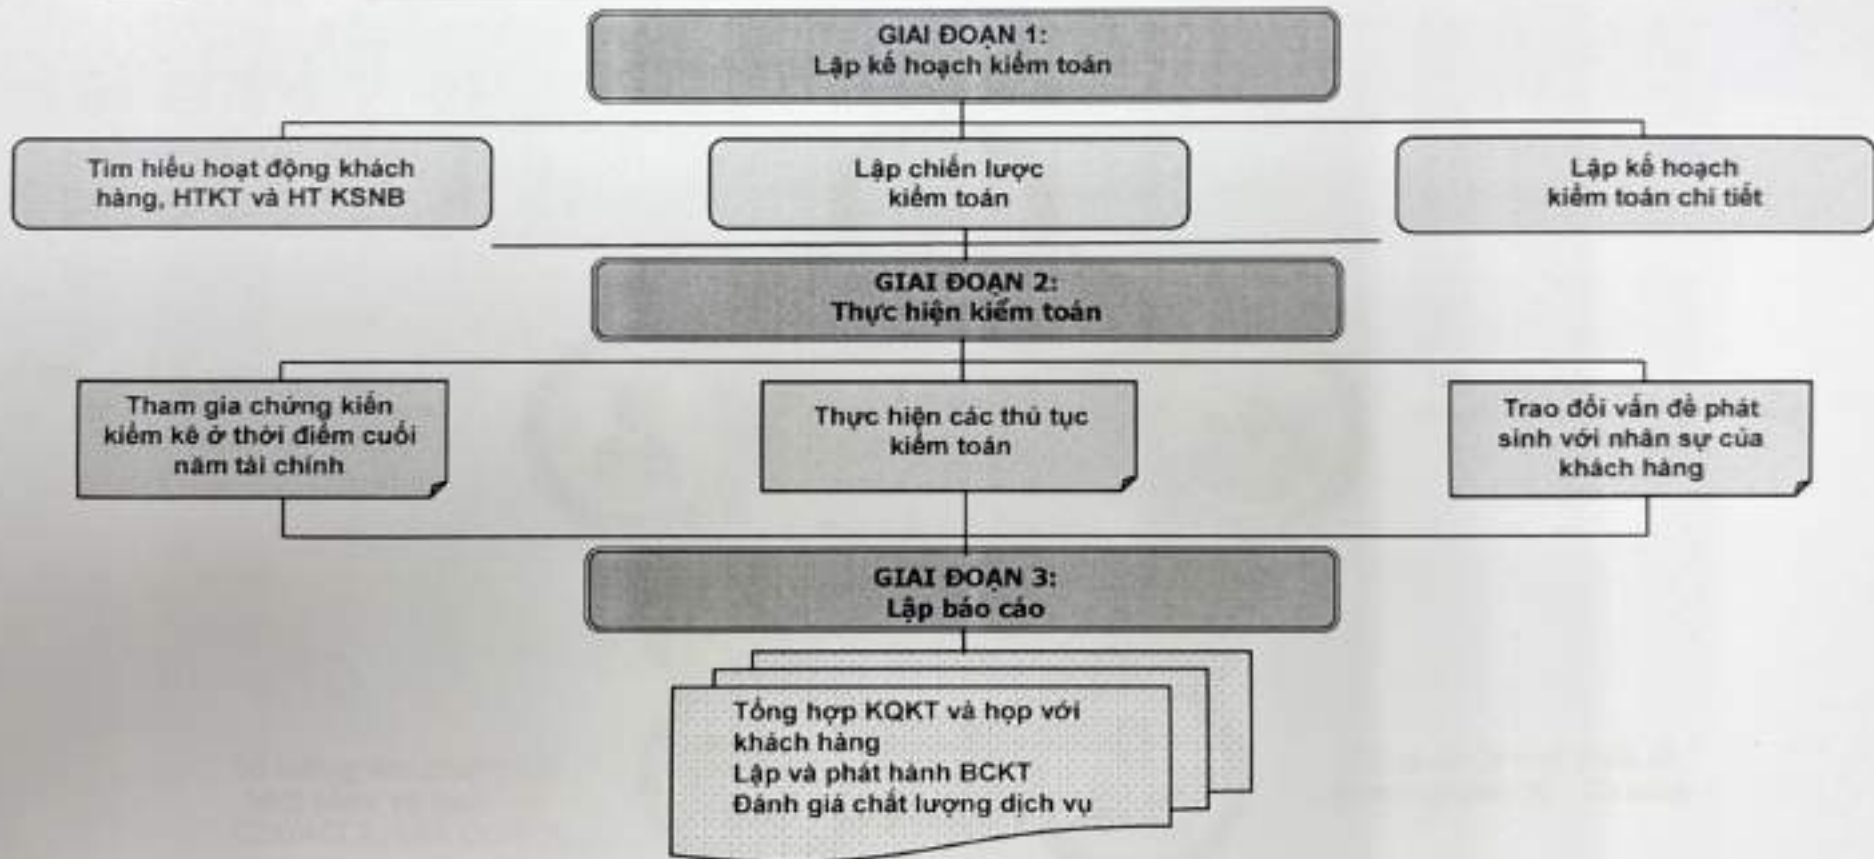 GIAI ĐOẠN 1:
Lập kế hoạch kiểm toán
Tìm hiểu hoạt động khách
hàng, HTKT và HT KSNB
Lập chiến lược
kiểm toán
Lập kế hoạch
kiểm toán chi tiết
GIAI ĐOẠN 2:
Thực hiện kiểm toán
Tham gia chứng kiến
kiểm kê ở thời điểm cuối
năm tài chính
Thực hiện các thủ tục
kiểm toán
Trao đổi vấn đề phát
sinh với nhân sự của
khách hàng
GIAI ĐOẠN 3:
Lập báo cáo
Tổng hợp KQKT và họp với
khách hàng
Lập và phát hành BCKT
Đánh giá chất lượng dịch vụ